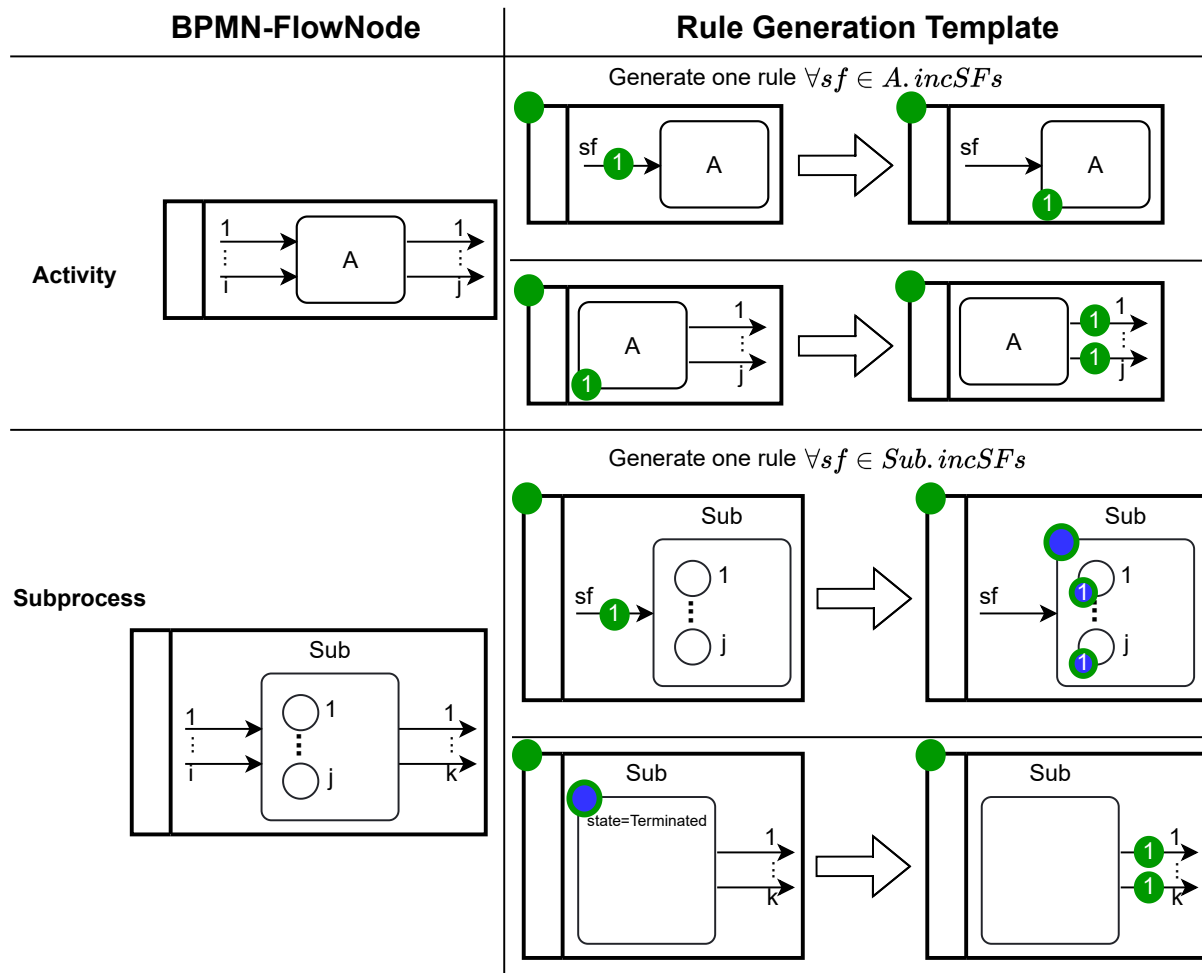 BPMN-FlowNode
Rule Generation Template
Activity
1
i
A
1
j
Generate one rule ∀sf ∈ A.incSFs
sf
1
A
sf
A
1
A
1
1
j
A
1
1
1
j
Subprocess
Sub
1
i
1
j
1
k
Generate one rule ∀sf ∈ Sub.incSFs
Sub
sf
1
1
j
Sub
sf
1
1
1
j
Sub
state=Terminated
1
k
Sub
1
1
1
k